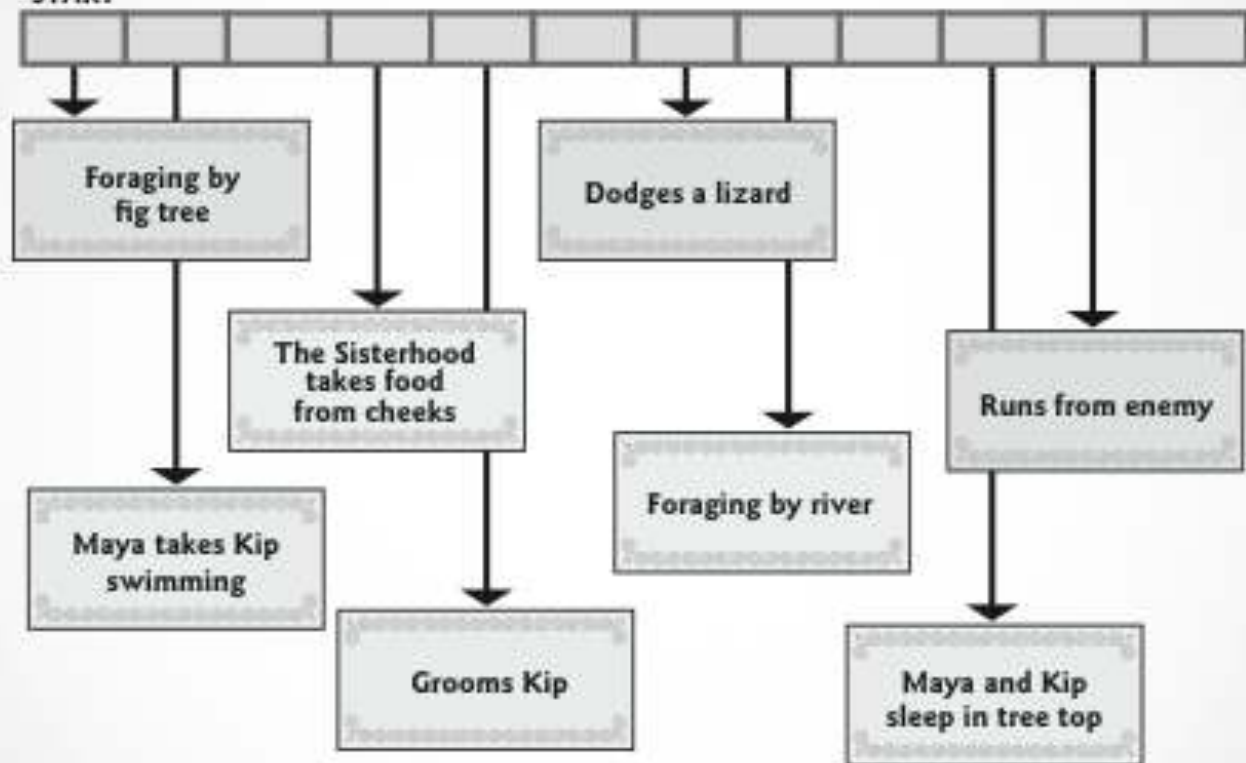 START
Foraging by
fig tree
Dodges a lizard
The Sisterhood
takes food
from cheeks
Runs from enemy
Foraging by river
Maya takes Kip
swimming
Grooms Kip
Maya and Kip
sleep in tree top